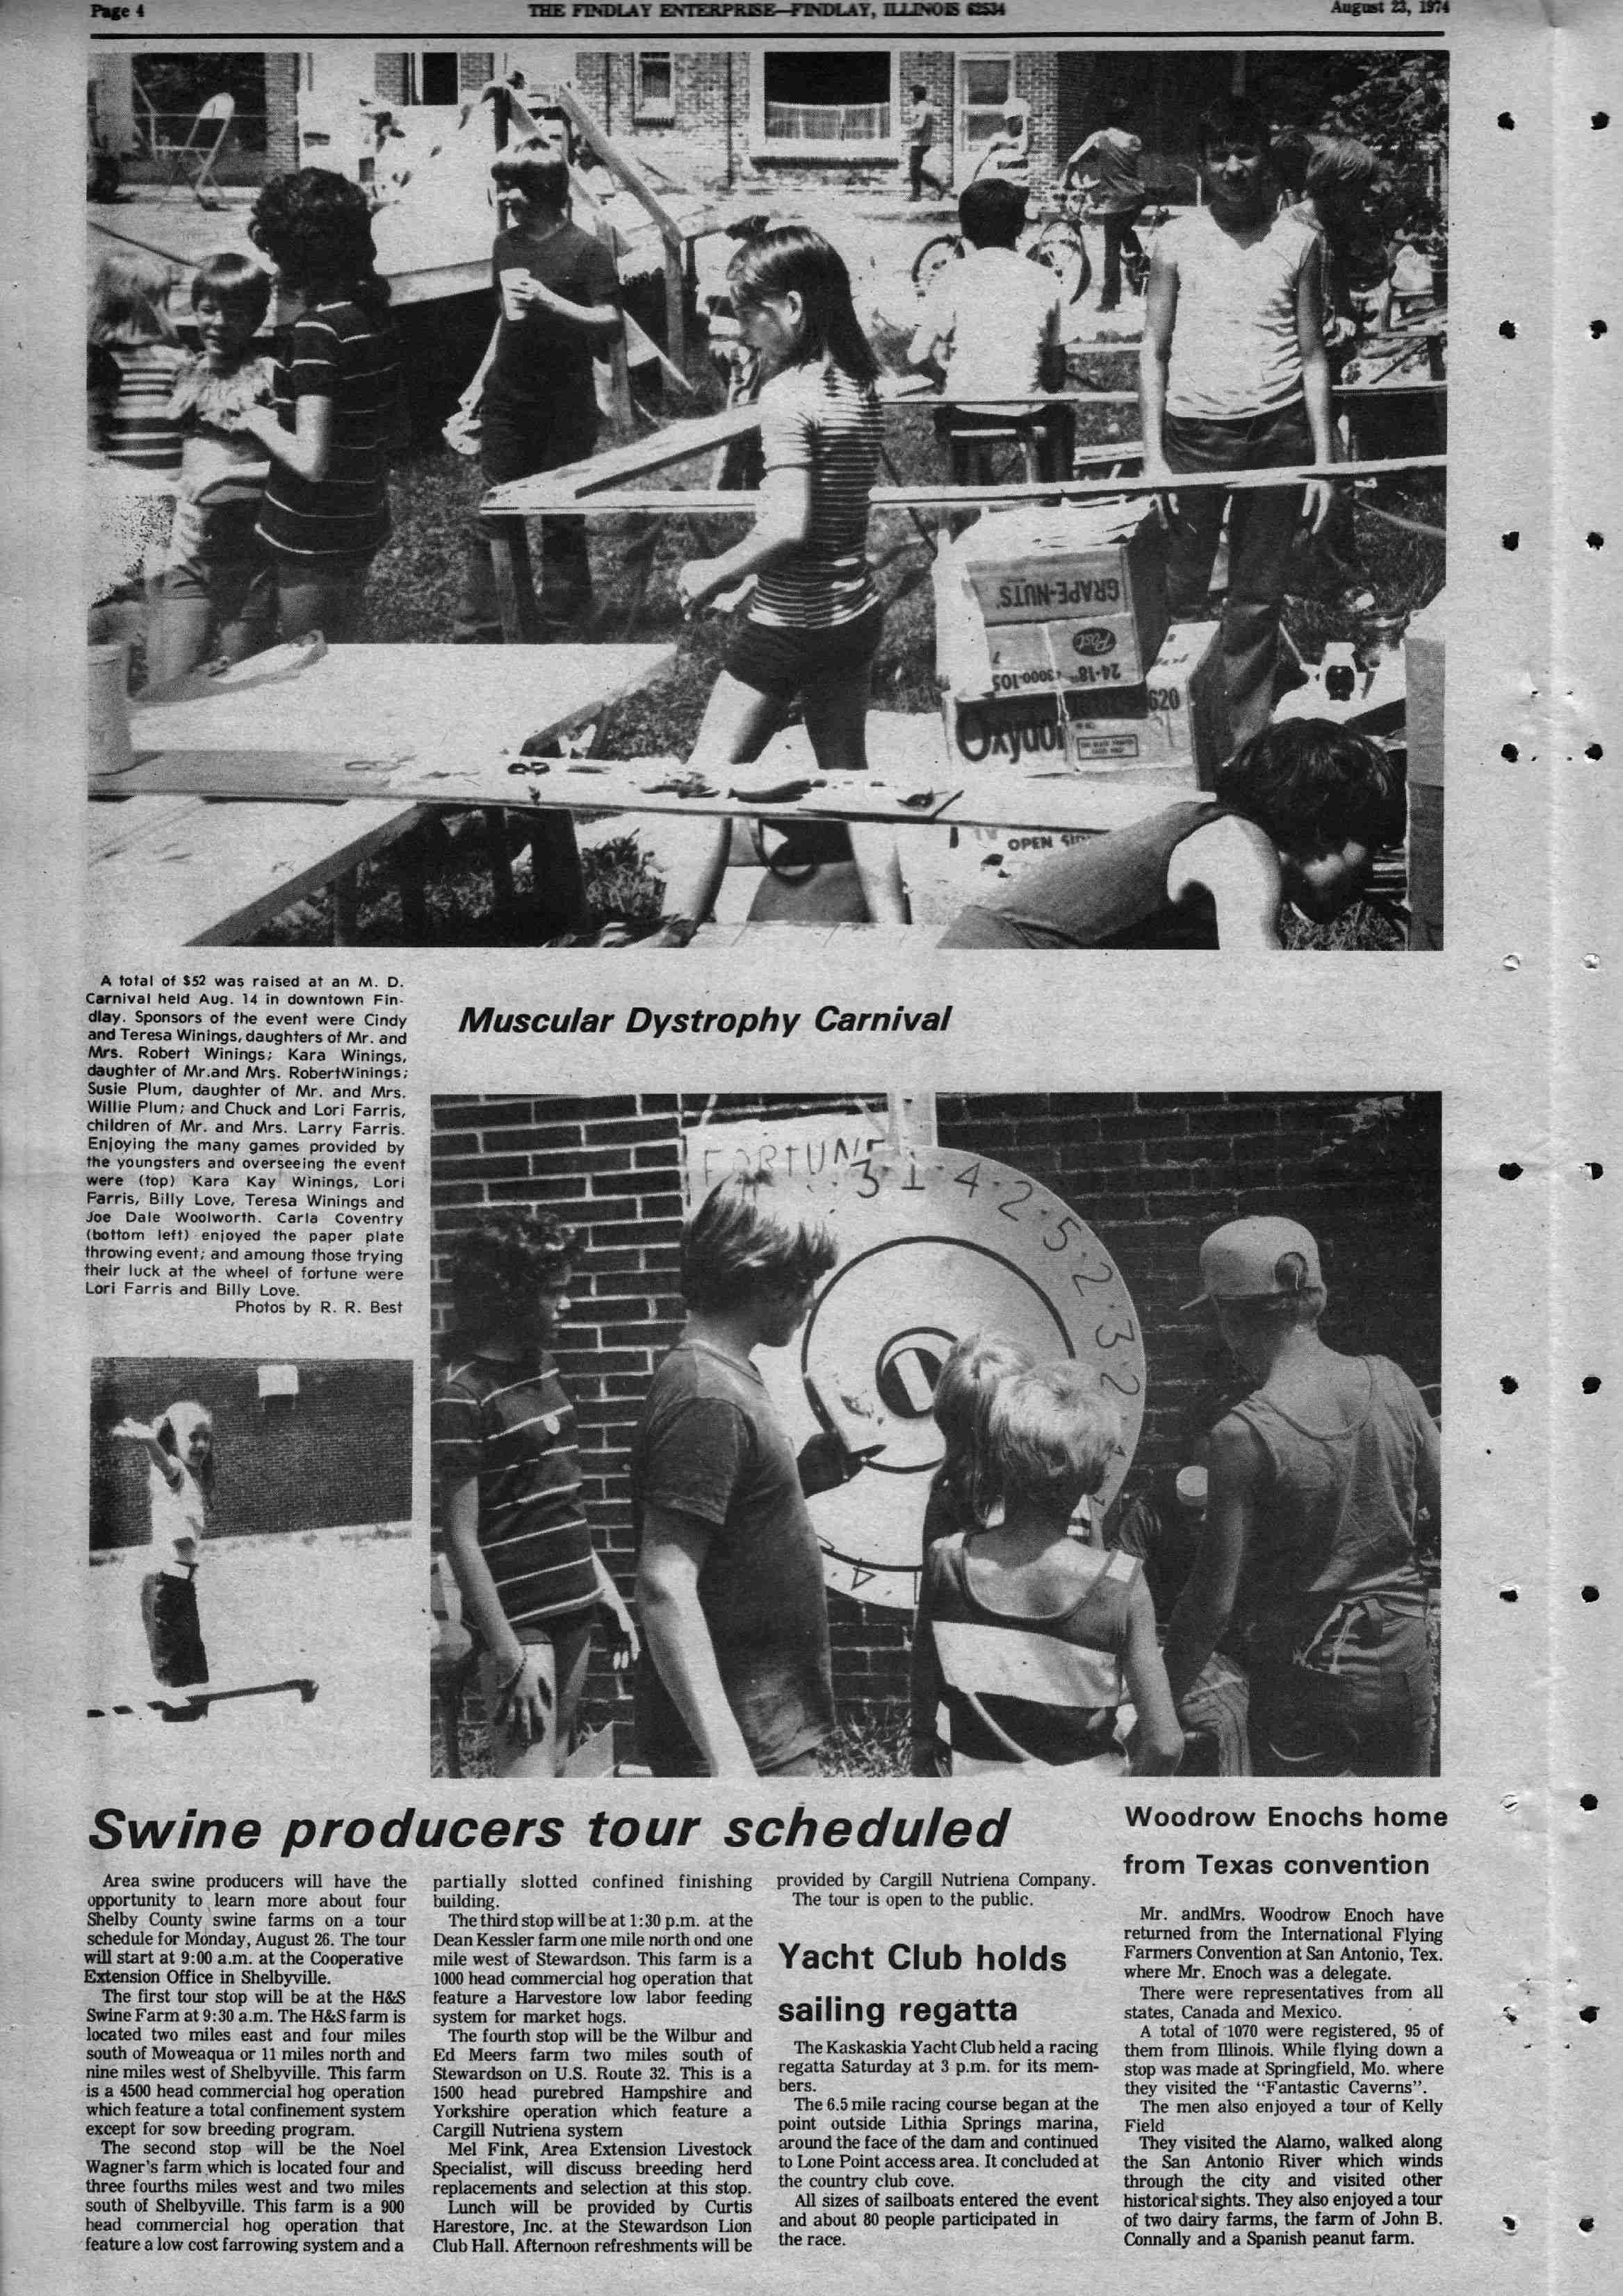 Page 4
THE FINDLAY ENTERPRISE—FINDLAY, ILLINOIS 62534
August 23, 1974
GRAPE-NUTS
Post
24-18
Oxydol
620
OPEN
A total of $52 was raised at an M. D.
Carnival held Aug. 14 in downtown Fin-
dlay. Sponsors of the event were Cindy
and Teresa Winings, daughters of Mr. and
Mrs. Robert Winings; Kara Winings,
daughter of Mr.and Mrs. RobertWinings;
Susie Plum, daughter of Mr. and Mrs.
Willie Plum; and Chuck and Lori Farris,
children of Mr. and Mrs. Larry Farris.
Enjoying the many games provided by
the youngsters and overseeing the event
were (top) Kara Kay Winings, Lori
Farris, Billy Love, Teresa Winings and
Joe Dale Woolworth. Carla Coventry
(bottom left) enjoyed the paper plate
throwing event; and amoung those trying
their luck at the wheel of fortune were
Lori Farris and Billy Love.
Photos by R. R. Best
Muscular Dystrophy Carnival
FORTUNE
3·1·4·2·5·2·3·2
Swine producers tour scheduled
Area swine producers will have the
opportunity to learn more about four
Shelby County swine farms on a tour
schedule for Monday, August 26. The tour
will start at 9:00 a.m. at the Cooperative
Extension Office in Shelbyville.
The first tour stop will be at the H&S
Swine Farm at 9:30 a.m. The H&S farm is
located two miles east and four miles
south of Moweaqua or 11 miles north and
nine miles west of Shelbyville. This farm
is a 4500 head commercial hog operation
which feature a total confinement system
except for sow breeding program.
The second stop will be the Noel
Wagner's farm which is located four and
three fourths miles west and two miles
south of Shelbyville. This farm is a 900
head commercial hog operation that
feature a low cost farrowing system and a
partially slotted confined finishing
building.
The third stop will be at 1:30 p.m. at the
Dean Kessler farm one mile north ond one
mile west of Stewardson. This farm is a
1000 head commercial hog operation that
feature a Harvestore low labor feeding
system for market hogs.
The fourth stop will be the Wilbur and
Ed Meers farm two miles south of
Stewardson on U.S. Route 32. This is a
1500 head purebred Hampshire and
Yorkshire operation which feature a
Cargill Nutriena system
Mel Fink, Area Extension Livestock
Specialist, will discuss breeding herd
replacements and selection at this stop.
Lunch will be provided by Curtis
Harestore, Inc. at the Stewardson Lion
Club Hall. Afternoon refreshments will be
provided by Cargill Nutriena Company.
The tour is open to the public.
Yacht Club holds
sailing regatta
The Kaskaskia Yacht Club held a racing
regatta Saturday at 3 p.m. for its mem-
bers.
The 6.5 mile racing course began at the
point outside Lithia Springs marina,
around the face of the dam and continued
to Lone Point access area. It concluded at
the country club cove.
All sizes of sailboats entered the event
and about 80 people participated in
the race.
Woodrow Enochs home
from Texas convention
Mr. andMrs. Woodrow Enoch have
returned from the International Flying
Farmers Convention at San Antonio, Tex.
where Mr. Enoch was a delegate.
There were representatives from all
states, Canada and Mexico.
A total of 1070 were registered, 95 of
them from Illinois. While flying down a
stop was made at Springfield, Mo. where
they visited the "Fantastic Caverns".
The men also enjoyed a tour of Kelly
Field
They visited the Alamo, walked along
the San Antonio River which winds
through the city and visited other
historical sights. They also enjoyed a tour
of two dairy farms, the farm of John B.
Connally and a Spanish peanut farm.